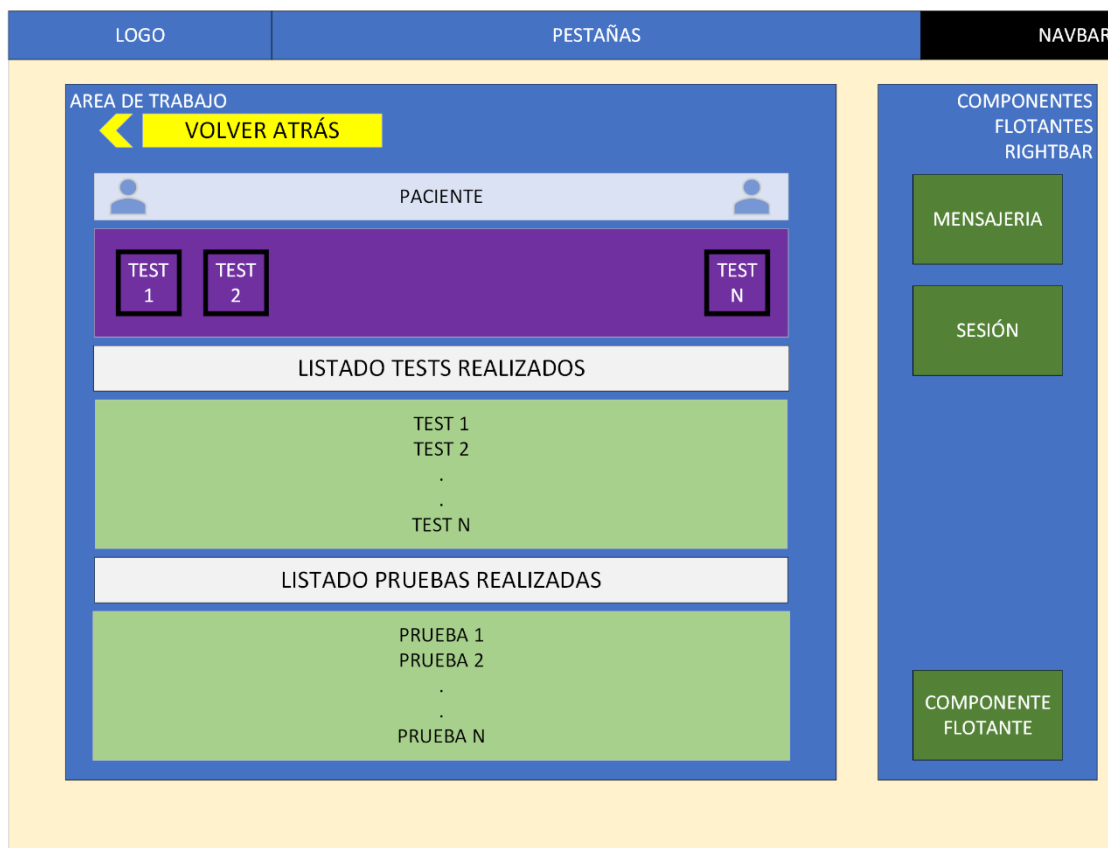 LOGO
PESTAÑAS
NAVBAR
AREA DE TRABAJO
VOLVER ATRÁS
PACIENTE
TEST
1
TEST
2
TEST
N
LISTADO TESTS REALIZADOS
TEST 1
TEST 2
.
.
TEST N
LISTADO PRUEBAS REALIZADAS
PRUEBA 1
PRUEBA 2
.
.
PRUEBA N
COMPONENTES
FLOTANTES
RIGHTBAR
MENSAJERIA
SESIÓN
COMPONENTE
FLOTANTE